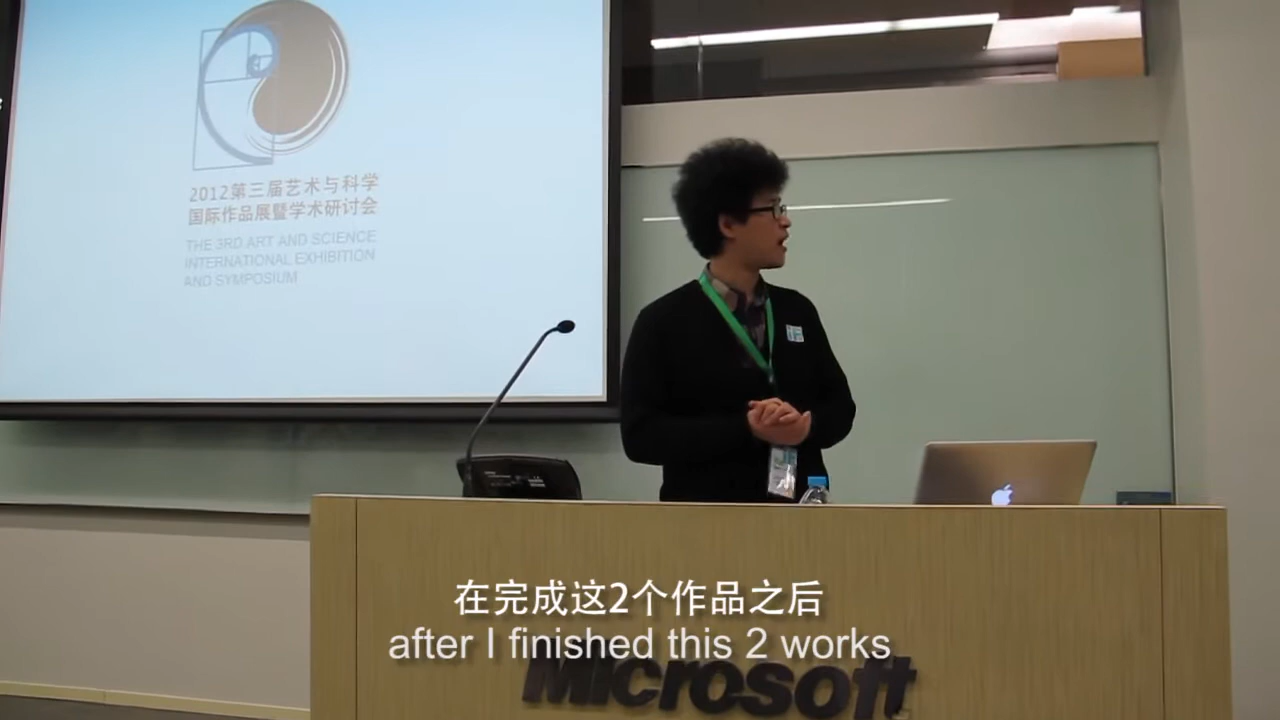 2012第三届艺术与科学
国际作品展暨学术研讨会
THE 3RD ART AND SCIENCE
INTERNATIONAL EXHIBITION
AND SYMPOSIUM
在完成这2个作品之后
after I finished this 2 works
Microsoft